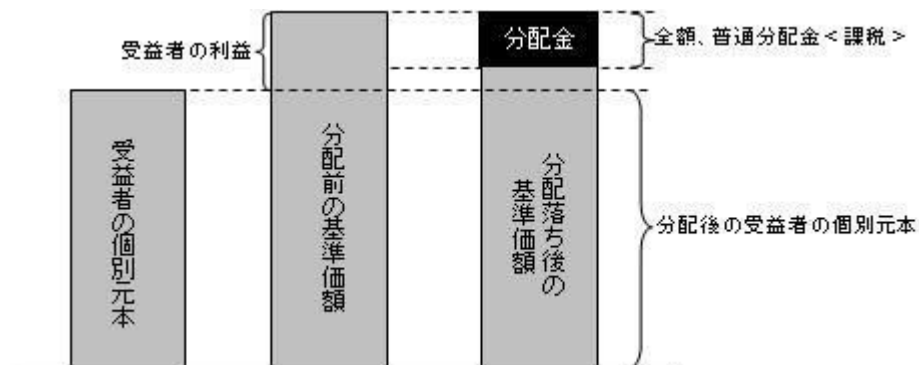 受益者の利益
分配金
全額、普通分配金<課税>
受益者の個別元本
分配前の基準価額
分配落ち後の
基準価額
分配後の受益者の個別元本